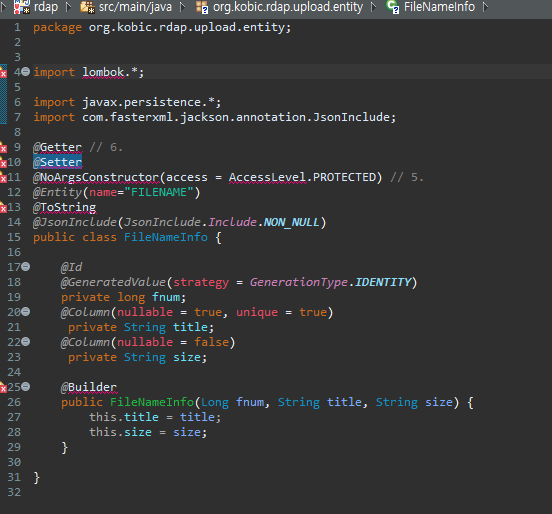 rdap src/main/java org.kobic.rdap.upload.entity FileNameInfo
1 package org.kobic.rdap.upload.entity;
2
3
4 import lombok.*;
5
6 import javax.persistence.*;
7 import com.fasterxml.jackson.annotation.JsonInclude;
8
9 @Getter // 6.
10 @Setter
11 @NoArgsConstructor(access = AccessLevel.PROTECTED) // 5.
12 @Entity(name="FILENAME")
13 @ToString
14 @JsonInclude(JsonInclude.Include.NON_NULL)
15 public class FileNameInfo {
16
17 @Id
18 @GeneratedValue(strategy = GenerationType.IDENTITY)
19 private long fnum;
20 @Column(nullable = true, unique = true)
21 private String title;
22 @Column(nullable = false)
23 private String size;
24
25 @Builder
26 public FileNameInfo(Long fnum, String title, String size) {
27 this.title = title;
28 this.size = size;
29 }
30
31 }
32